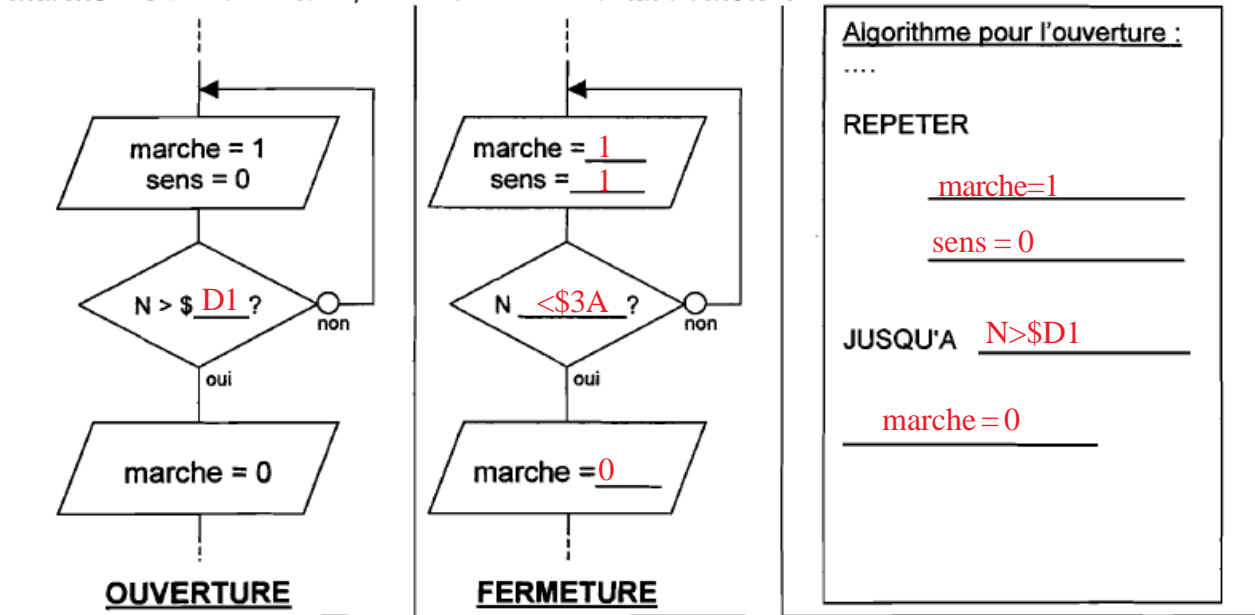 marche = 1
sens = 0
N > $ D1 ?
non
oui
marche = 0
OUVERTURE
marche = 1
sens = 1
N <$3A ?
non
oui
marche = 0
FERMETURE
Algorithme pour l'ouverture :
....
REPETER
marche=1
sens = 0
JUSQU'A N>$D1
marche = 0